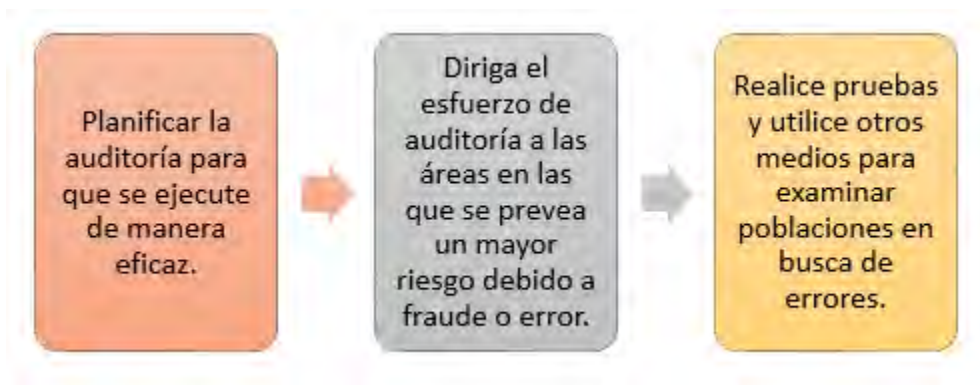 Planificar la
auditoría para
que se ejecute
de manera
eficaz.
Diriga el
esfuerzo de
auditoría a las
áreas en las
que se prevea
un mayor
riesgo debido a
fraude o error.
Realice pruebas
y utilice otros
medios para
examinar
poblaciones en
busca de
errores.